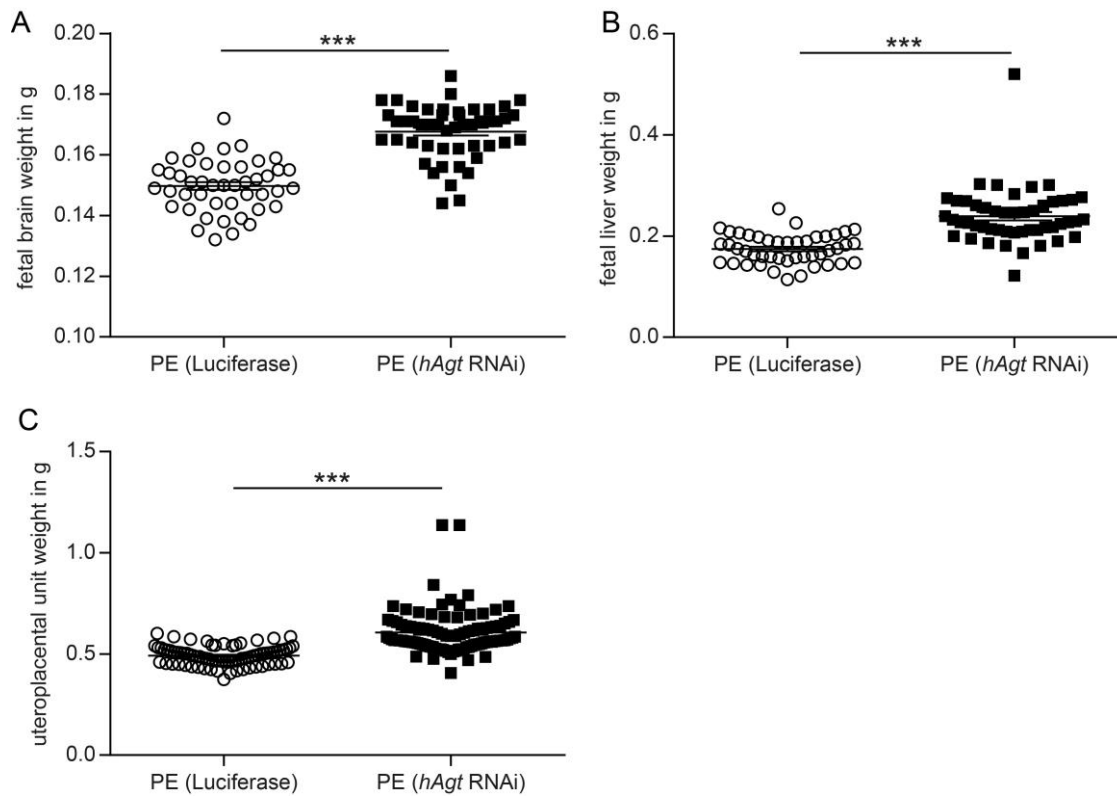 A
fetal brain weight in g
0.20
0.18
0.16
0.14
0.12
0.10
***
PE (Luciferase)
PE (hAgt RNAi)
B
fetal liver weight in g
0.6
0.4
0.2
0.0
***
PE (Luciferase)
PE (hAgt RNAi)
C
uteroplacental unit weight in g
1.5
1.0
0.5
0.0
***
PE (Luciferase)
PE (hAgt RNAi)